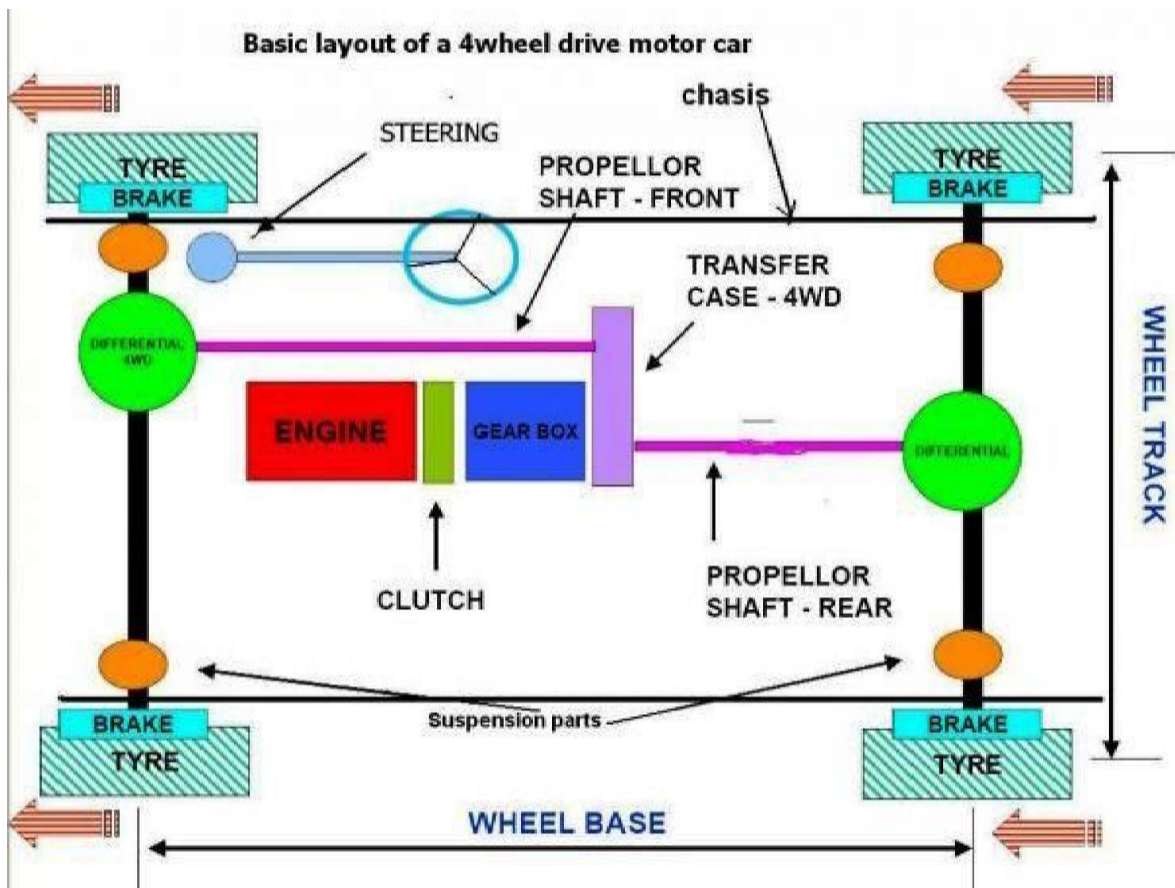 Basic layout of a 4wheel drive motor car
chasis
STEERING
TYRE
BRAKE
PROPELLOR
SHAFT - FRONT
TYRE
BRAKE
TRANSFER
CASE - 4WD
DIFFERENTIAL
4WD
ENGINE
GEAR BOX
DIFFERENTIAL
WHEEL TRACK
CLUTCH
PROPELLOR
SHAFT - REAR
Suspension parts
BRAKE
TYRE
BRAKE
TYRE
WHEEL BASE